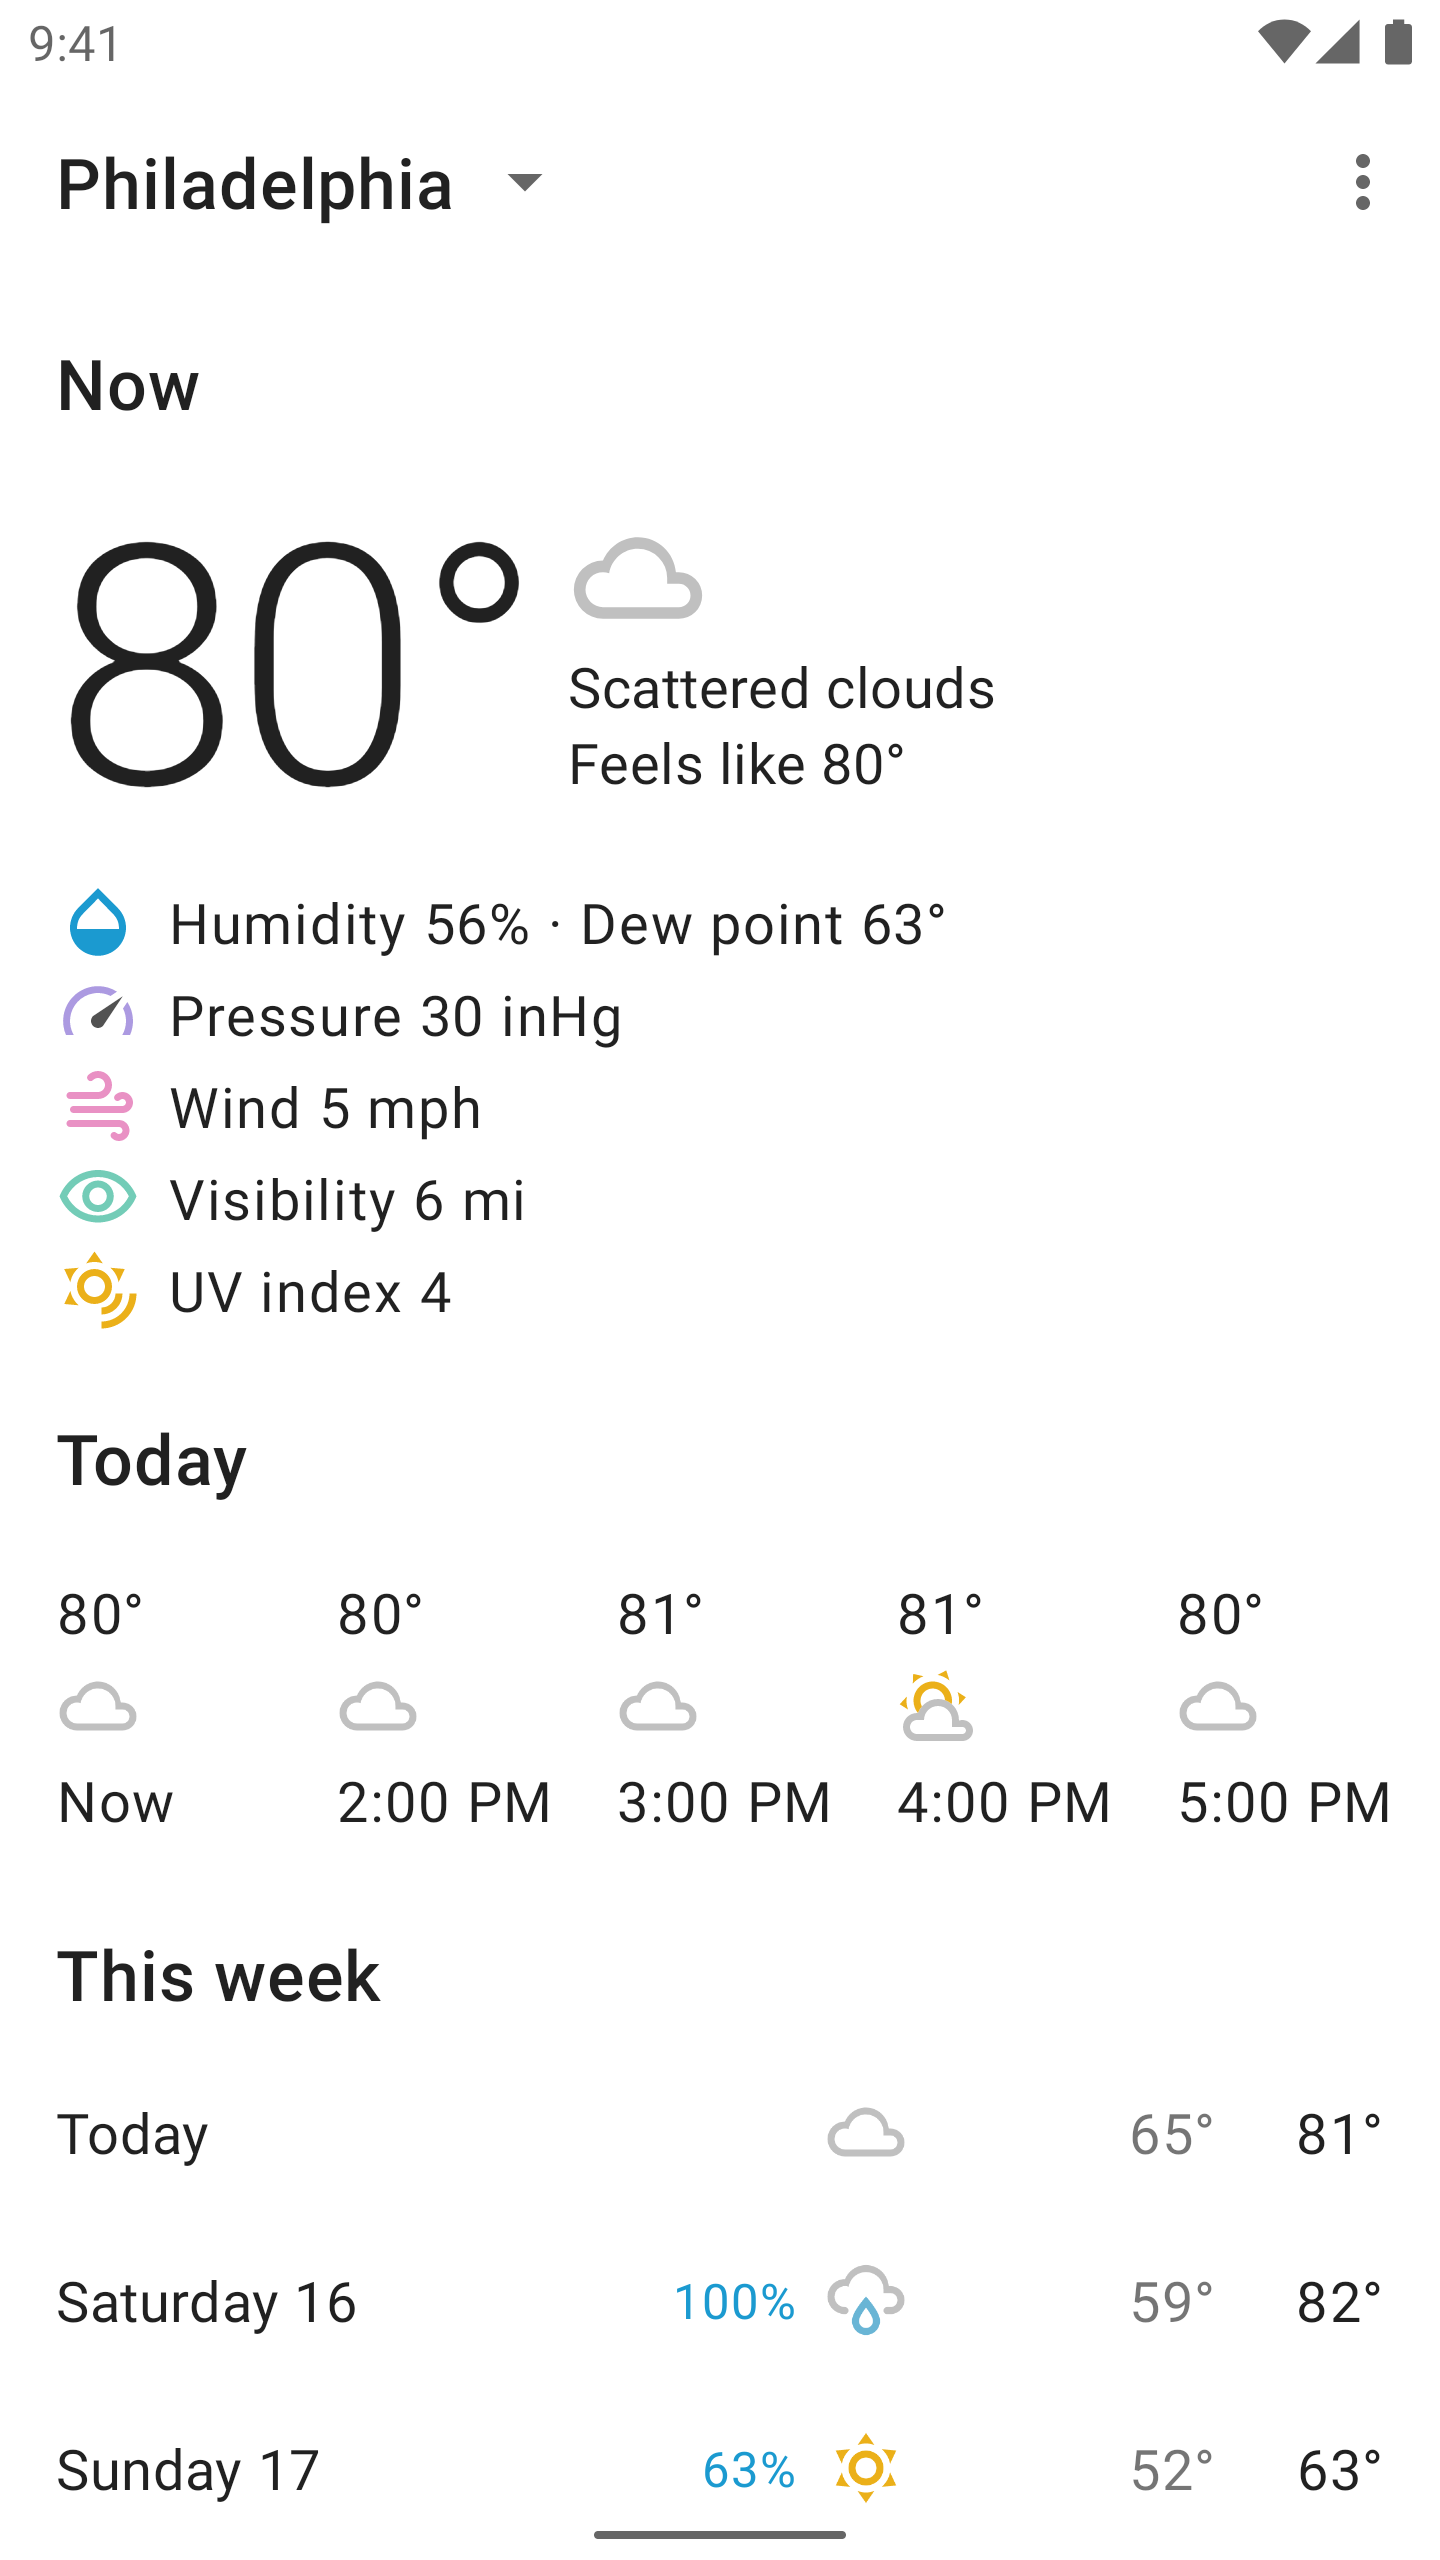 9:41
Philadelphia
Now
80°
Scattered clouds
Feels like 80°
Humidity 56% · Dew point 63°
Pressure 30 inHg
Wind 5 mph
Visibility 6 mi
UV index 4
Today
80° 80° 81° 81° 80°
Now 2:00 PM 3:00 PM 4:00 PM 5:00 PM
This week
Today 65° 81°
Saturday 16 100% 59° 82°
Sunday 17 63% 52° 63°